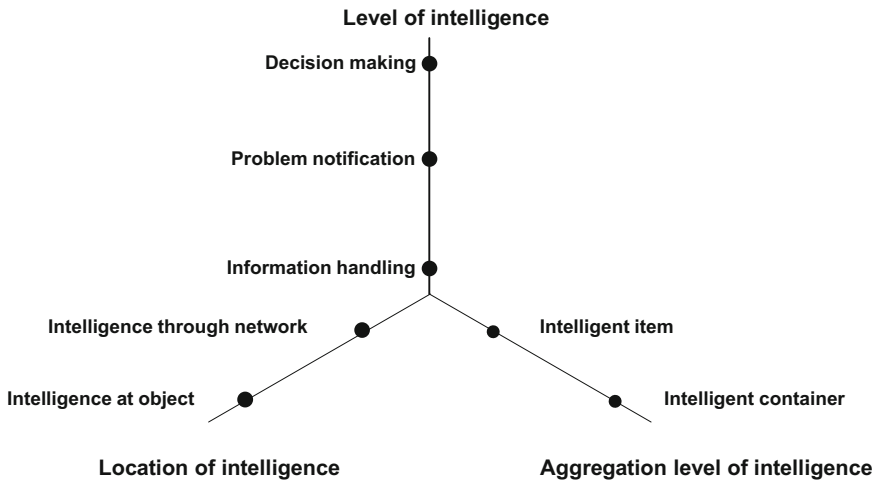 Level of intelligence
Decision making
Problem notification
Information handling
Intelligence through network
Intelligent item
Intelligence at object
Intelligent container
Location of intelligence
Aggregation level of intelligence